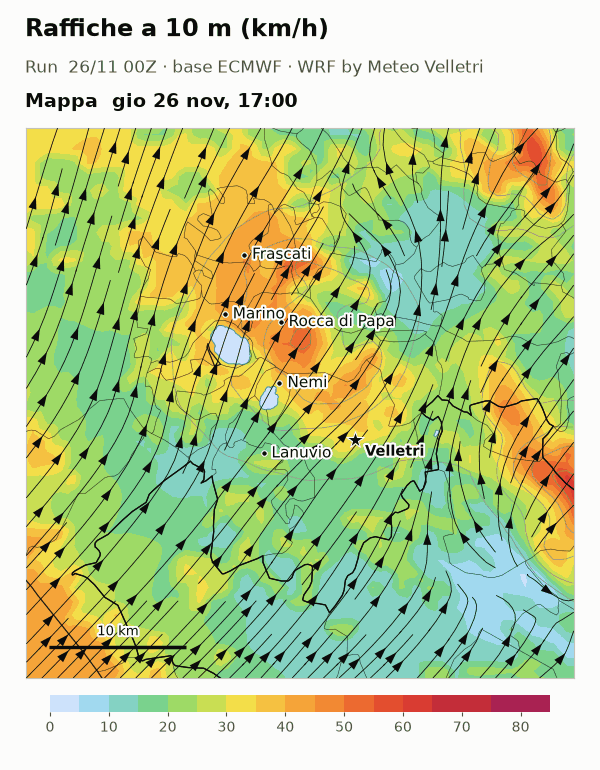 Raffiche a 10 m (km/h)
Run  26/11 00Z · base ECMWF · WRF by Meteo Velletri
Mappa  gio 26 nov, 17:00
Frascati
Marino
Rocca di Papa
Nemi
Velletri
Lanuvio
10 km
0 10 20 30 40 50 60 70 80